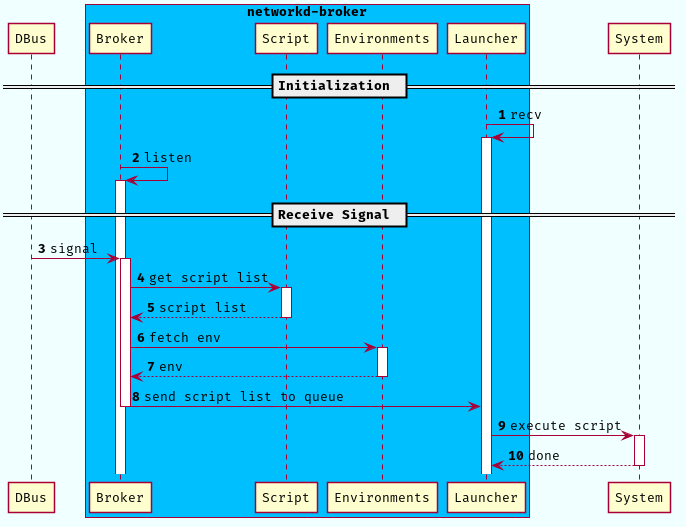 networkd-broker
DBus Broker Script Environments Launcher System
Initialization
1 recv
2 listen
Receive Signal
3 signal
4 get script list
5 script list
6 fetch env
7 env
8 send script list to queue
9 execute script
10 done
DBus Broker Script Environments Launcher System